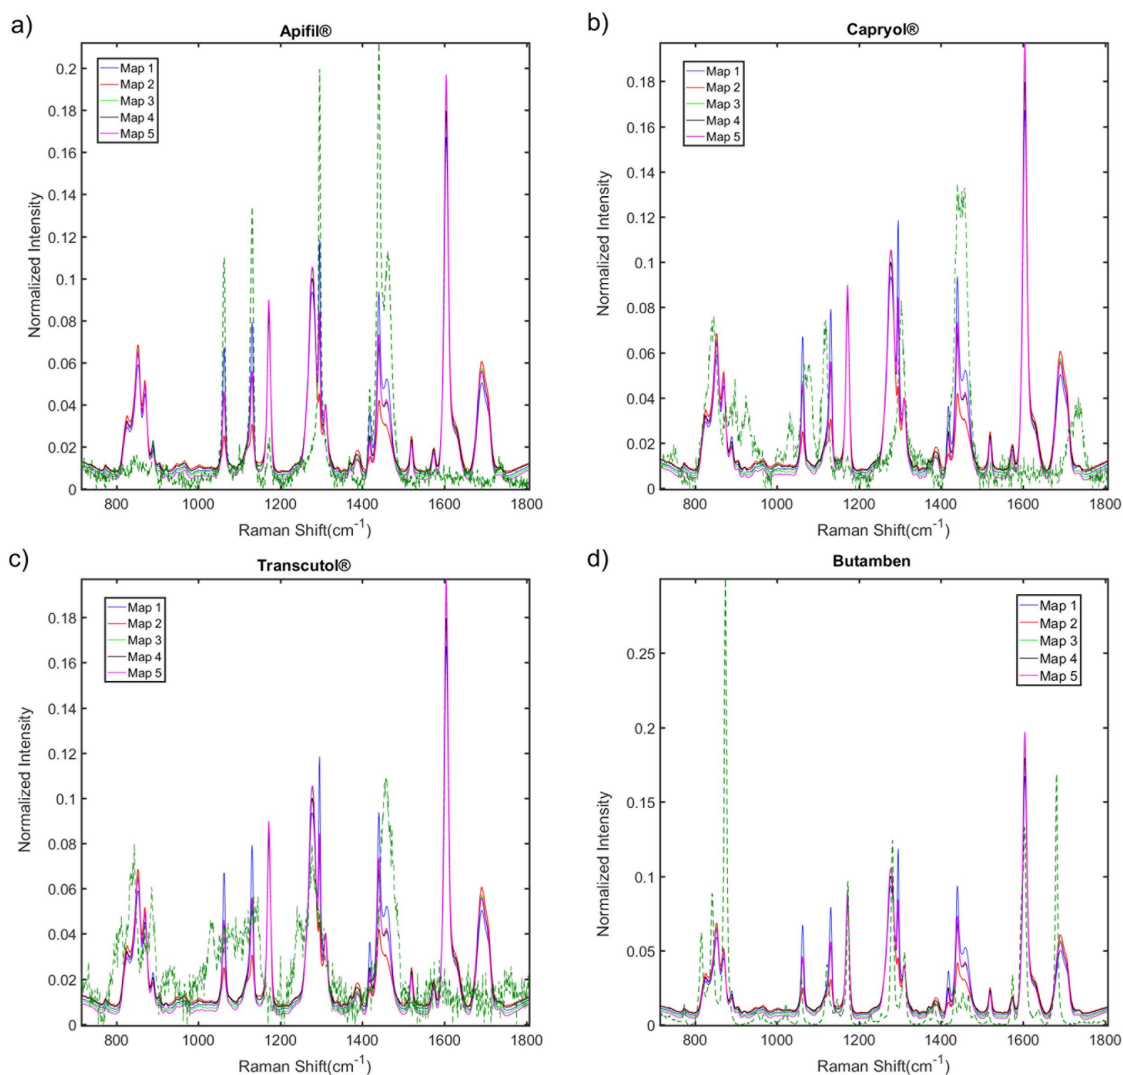 a)
Apifil®
Normalized Intensity
0.2
0.18
0.16
0.14
0.12
0.1
0.08
0.06
0.04
0.02
0
Map 1
Map 2
Map 3
Map 4
Map 5
800 1000 1200 1400 1600 1800
Raman Shift(cm⁻¹)
b)
Capryol®
Normalized Intensity
0.18
0.16
0.14
0.12
0.1
0.08
0.06
0.04
0.02
0
Map 1
Map 2
Map 3
Map 4
Map 5
800 1000 1200 1400 1600 1800
Raman Shift(cm⁻¹)
c)
Transcutol®
Normalized Intensity
0.18
0.16
0.14
0.12
0.1
0.08
0.06
0.04
0.02
0
Map 1
Map 2
Map 3
Map 4
Map 5
800 1000 1200 1400 1600 1800
Raman Shift(cm⁻¹)
d)
Butamben
Normalized Intensity
0.25
0.2
0.15
0.1
0.05
0
Map 1
Map 2
Map 3
Map 4
Map 5
800 1000 1200 1400 1600 1800
Raman Shift(cm⁻¹)